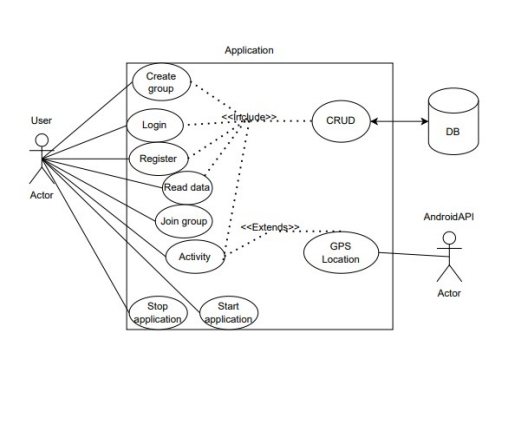 Application
Create
group
<<Include>>
CRUD
DB
User
Login
Register
Read data
Join group
Actor
<<Extends>>
AndroidAPI
Activity
GPS
Location
Actor
Stop
application
Start
application